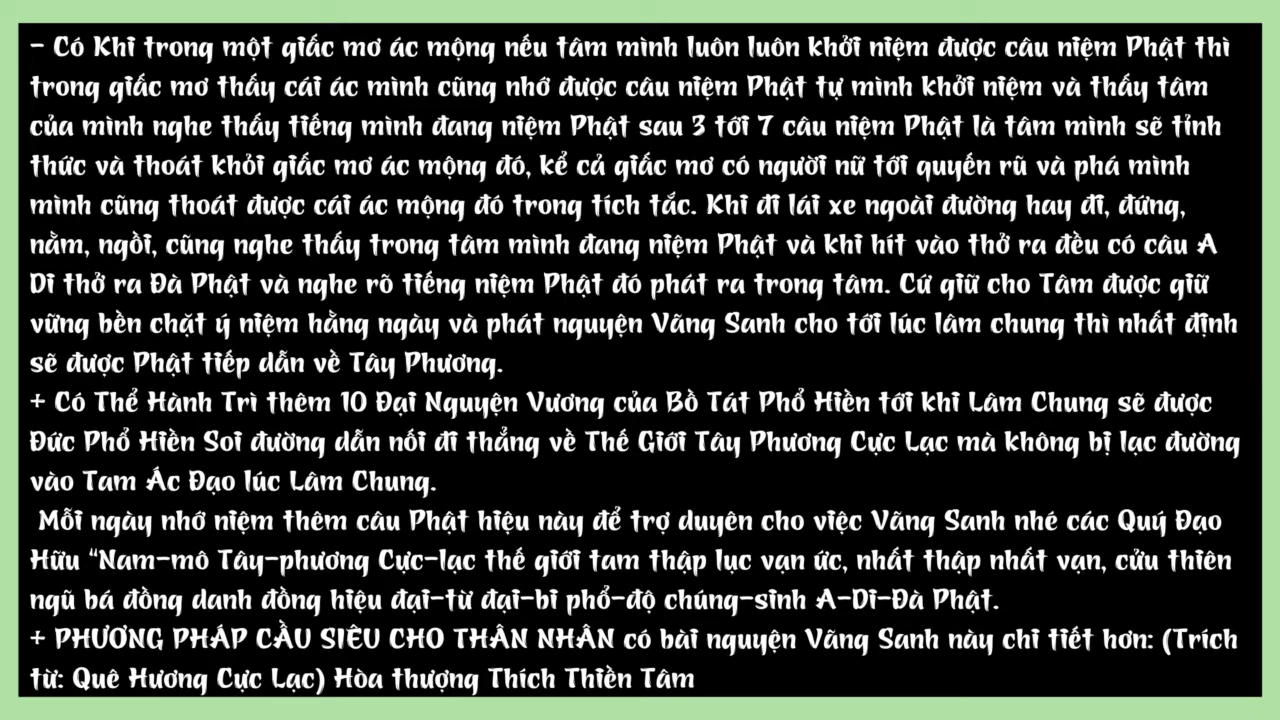 - Có Khi trong một giấc mơ ác mộng nếu tâm mình luôn luôn khởi niệm được câu niệm Phật thì
trong giấc mơ thấy cái ác mình cũng nhớ được câu niệm Phật tự mình khởi niệm và thấy tâm
của mình nghe thấy tiếng mình đang niệm Phật sau 3 tới 7 câu niệm Phật là tâm mình sẽ tỉnh
thức và thoát khỏi giấc mơ ác mộng đó, kể cả giấc mơ có người nữ tới quyến rũ và phá mình
mình cũng thoát được cái ác mộng đó trong tích tắc. Khi đi lái xe ngoài đường hay đi, đứng,
nằm, ngồi, cũng nghe thấy trong tâm mình đang niệm Phật và khi hít vào thở ra đều có câu A
Di thở ra Đà Phật và nghe rõ tiếng niệm Phật đó phát ra trong tâm. Cứ giữ cho Tâm được giữ
vững bền chặt ý niệm hằng ngày và phát nguyện Vãng Sanh cho tới lúc lâm chung thì nhất định
sẽ được Phật tiếp dẫn về Tây Phương.
+ Có Thể Hành Trì thêm 10 Đại Nguyện Vương của Bồ Tát Phổ Hiền tới khi Lâm Chung sẽ được
Đức Phổ Hiền Soi đường dẫn nối đi thẳng về Thế Giới Tây Phương Cực Lạc mà không bị lạc đường
vào Tam Ác Đạo lúc Lâm Chung.
Mỗi ngày nhớ niệm thêm câu Phật hiệu này để trợ duyên cho việc Vãng Sanh nhé các Quý Đạo
Hữu “Nam-mô Tây-phương Cực-lạc thế giới tam thập lục vạn ức, nhất thập nhất vạn, cửu thiên
ngũ bá đồng danh đồng hiệu đại-từ đại-bi phổ-độ chúng-sinh A-Di-Đà Phật.
+ PHƯƠNG PHÁP CẦU SIÊU CHO THÂN NHÂN có bài nguyện Vãng Sanh này chi tiết hơn: (Trích
từ: Quê Hương Cực Lạc) Hòa thượng Thích Thiền Tâm